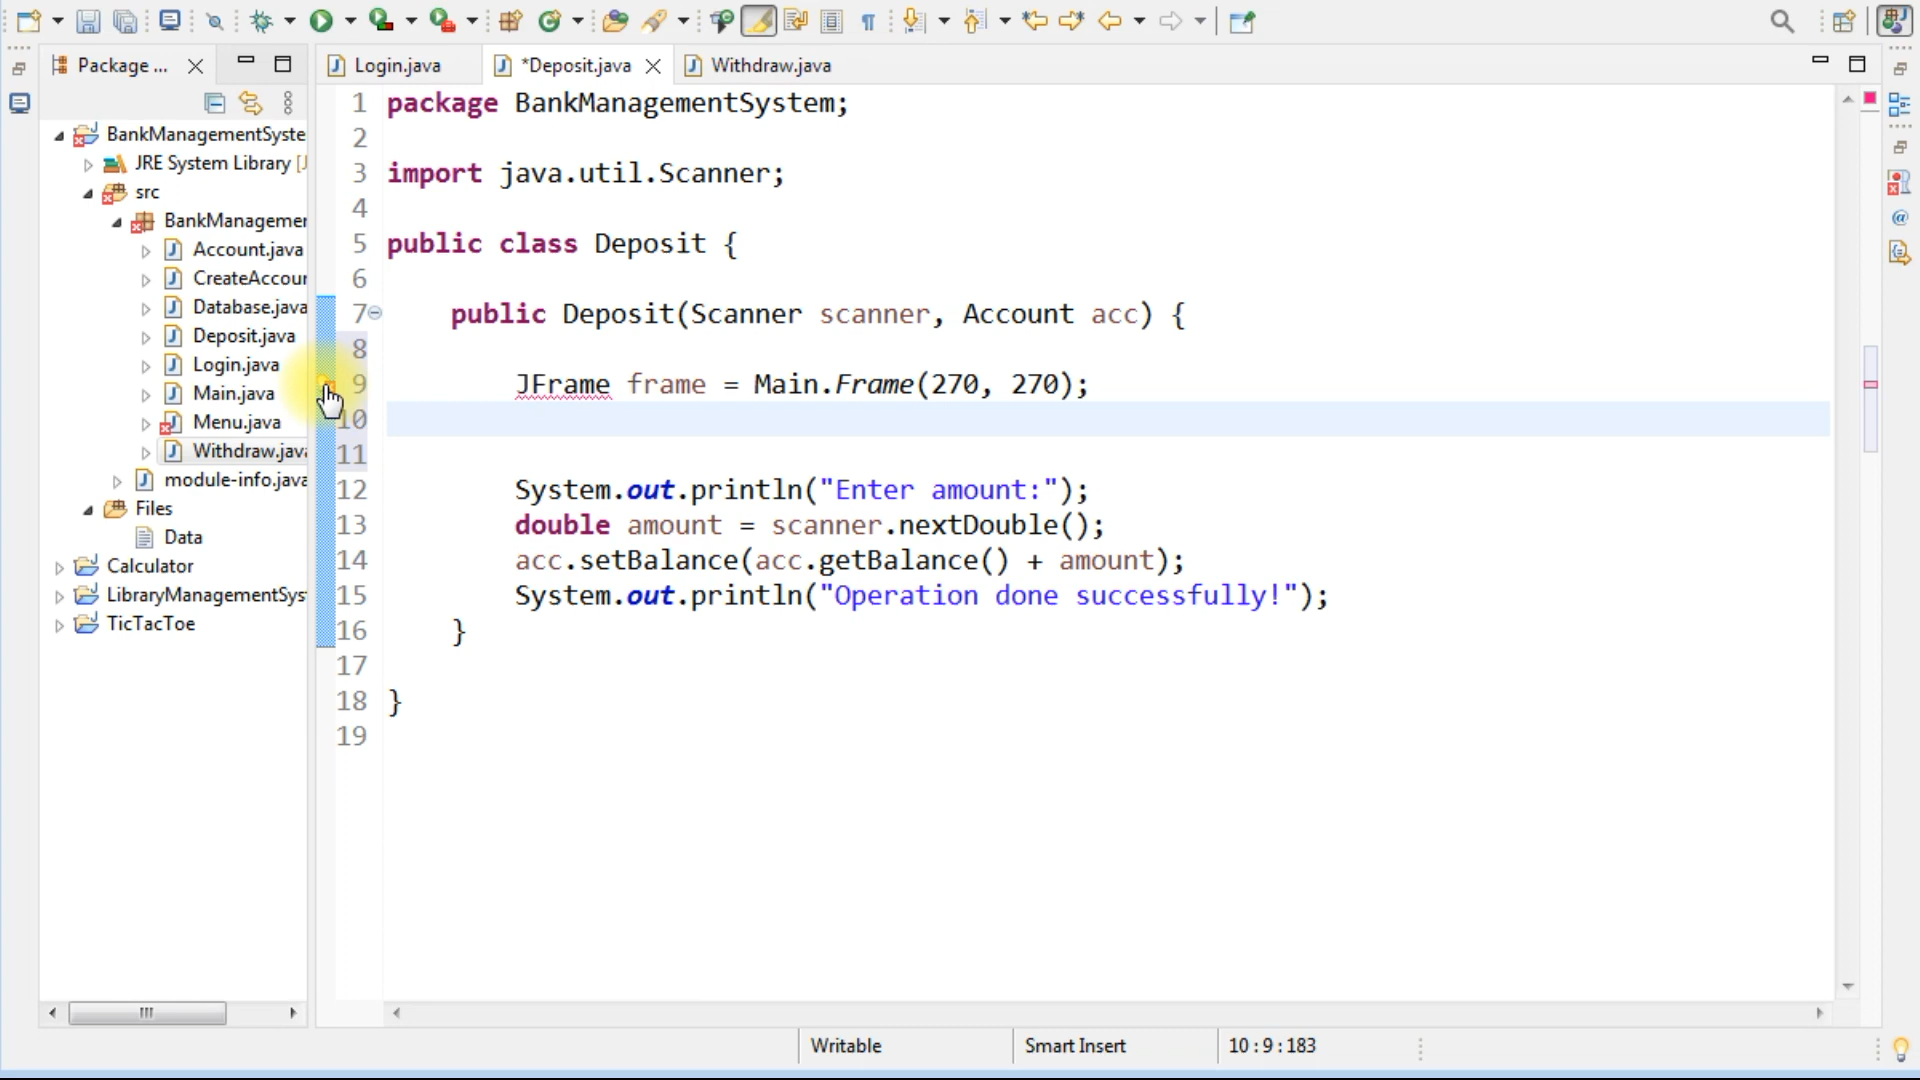 Package ...
Login.java
*Deposit.java
Withdraw.java
BankManagementSyste
JRE System Library [J
src
BankManagemen
Account.java
CreateAccoun
Database.java
Deposit.java
Login.java
Main.java
Menu.java
Withdraw.java
module-info.java
Files
Data
Calculator
LibraryManagementSys
TicTacToe
1 package BankManagementSystem;
2
3 import java.util.Scanner;
4
5 public class Deposit {
6
7 public Deposit(Scanner scanner, Account acc) {
8
9 JFrame frame = Main.Frame(270, 270);
10
11
12 System.out.println("Enter amount:");
13 double amount = scanner.nextDouble();
14 acc.setBalance(acc.getBalance() + amount);
15 System.out.println("Operation done successfully!");
16 }
17
18 }
19
Writable
Smart Insert
10 : 9 : 183